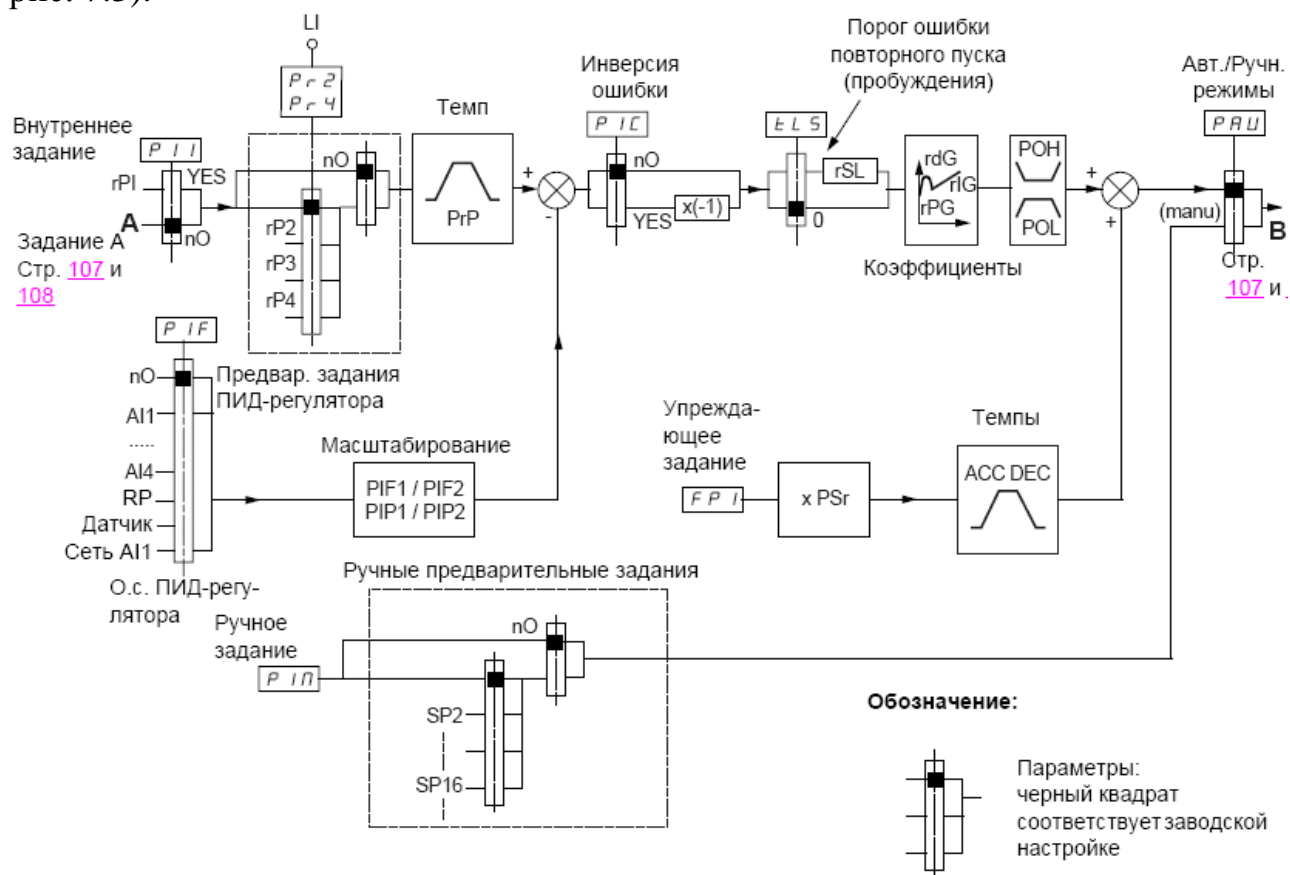 рис. 7.5).
LI
Pr2
Pr4
Внутреннее
задание
PII
rPI
YES
A
nO
Задание A
Стр. 107 и
108
nO
rP2
rP3
rP4
Предвар. задания
ПИД-регулятора
Темп
PrP
+
-
Инверсия
ошибки
PIC
nO
YES
x(-1)
Порог ошибки
повторного пуска
(пробуждения)
tLS
rSL
0
rdG
rIG
rPG
Коэффициенты
POH
POL
+
+
Авт./Ручн.
режимы
PAU
(manu)
B
Стр.
107 и
PIF
nO
AI1
.....
AI4
RP
Датчик
Сеть AI1
О.с. ПИД-регу-
лятора
Масштабирование
PIF1 / PIF2
PIP1 / PIP2
Упрежда-
ющее
задание
FPI
x PSr
Темпы
ACC DEC
Ручные предварительные задания
Ручное
задание
PIM
nO
SP2
SP16
Обозначение:
Параметры:
черный квадрат
соответствует заводской
настройке